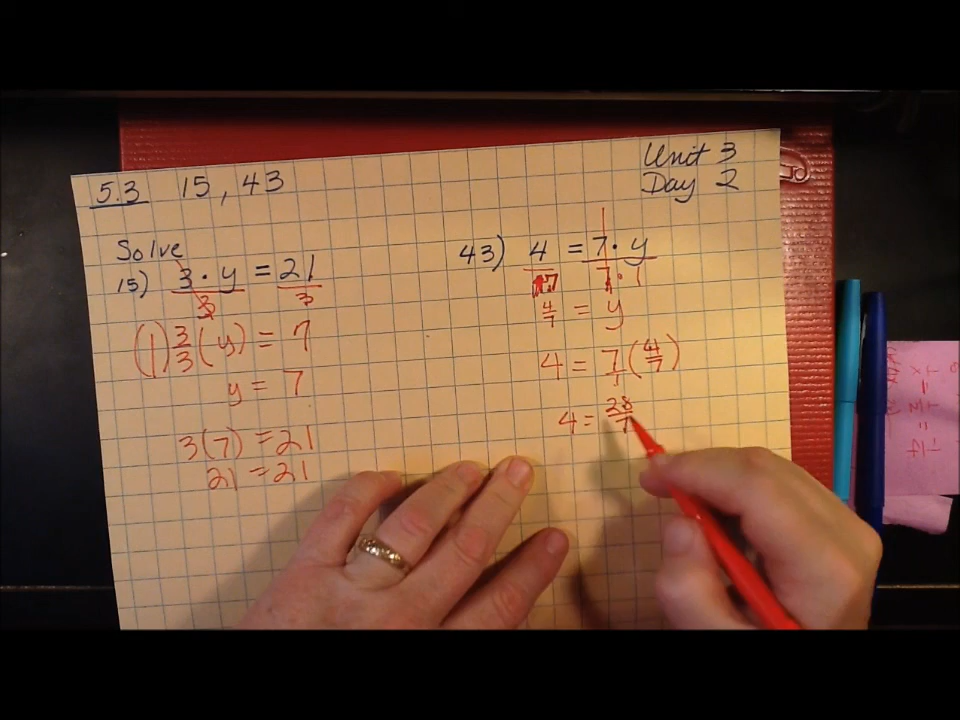 5.3 15, 43
Unit 3
Day 2
Solve
15) 3 · y = 21
3 3
(1) 3/3 (y) = 7
y = 7
3(7) = 21
21 = 21
43) 4 = 7 · y
7 7 · 1
4/7 = y
4 = 7/1 (4/7)
4 = 28/7